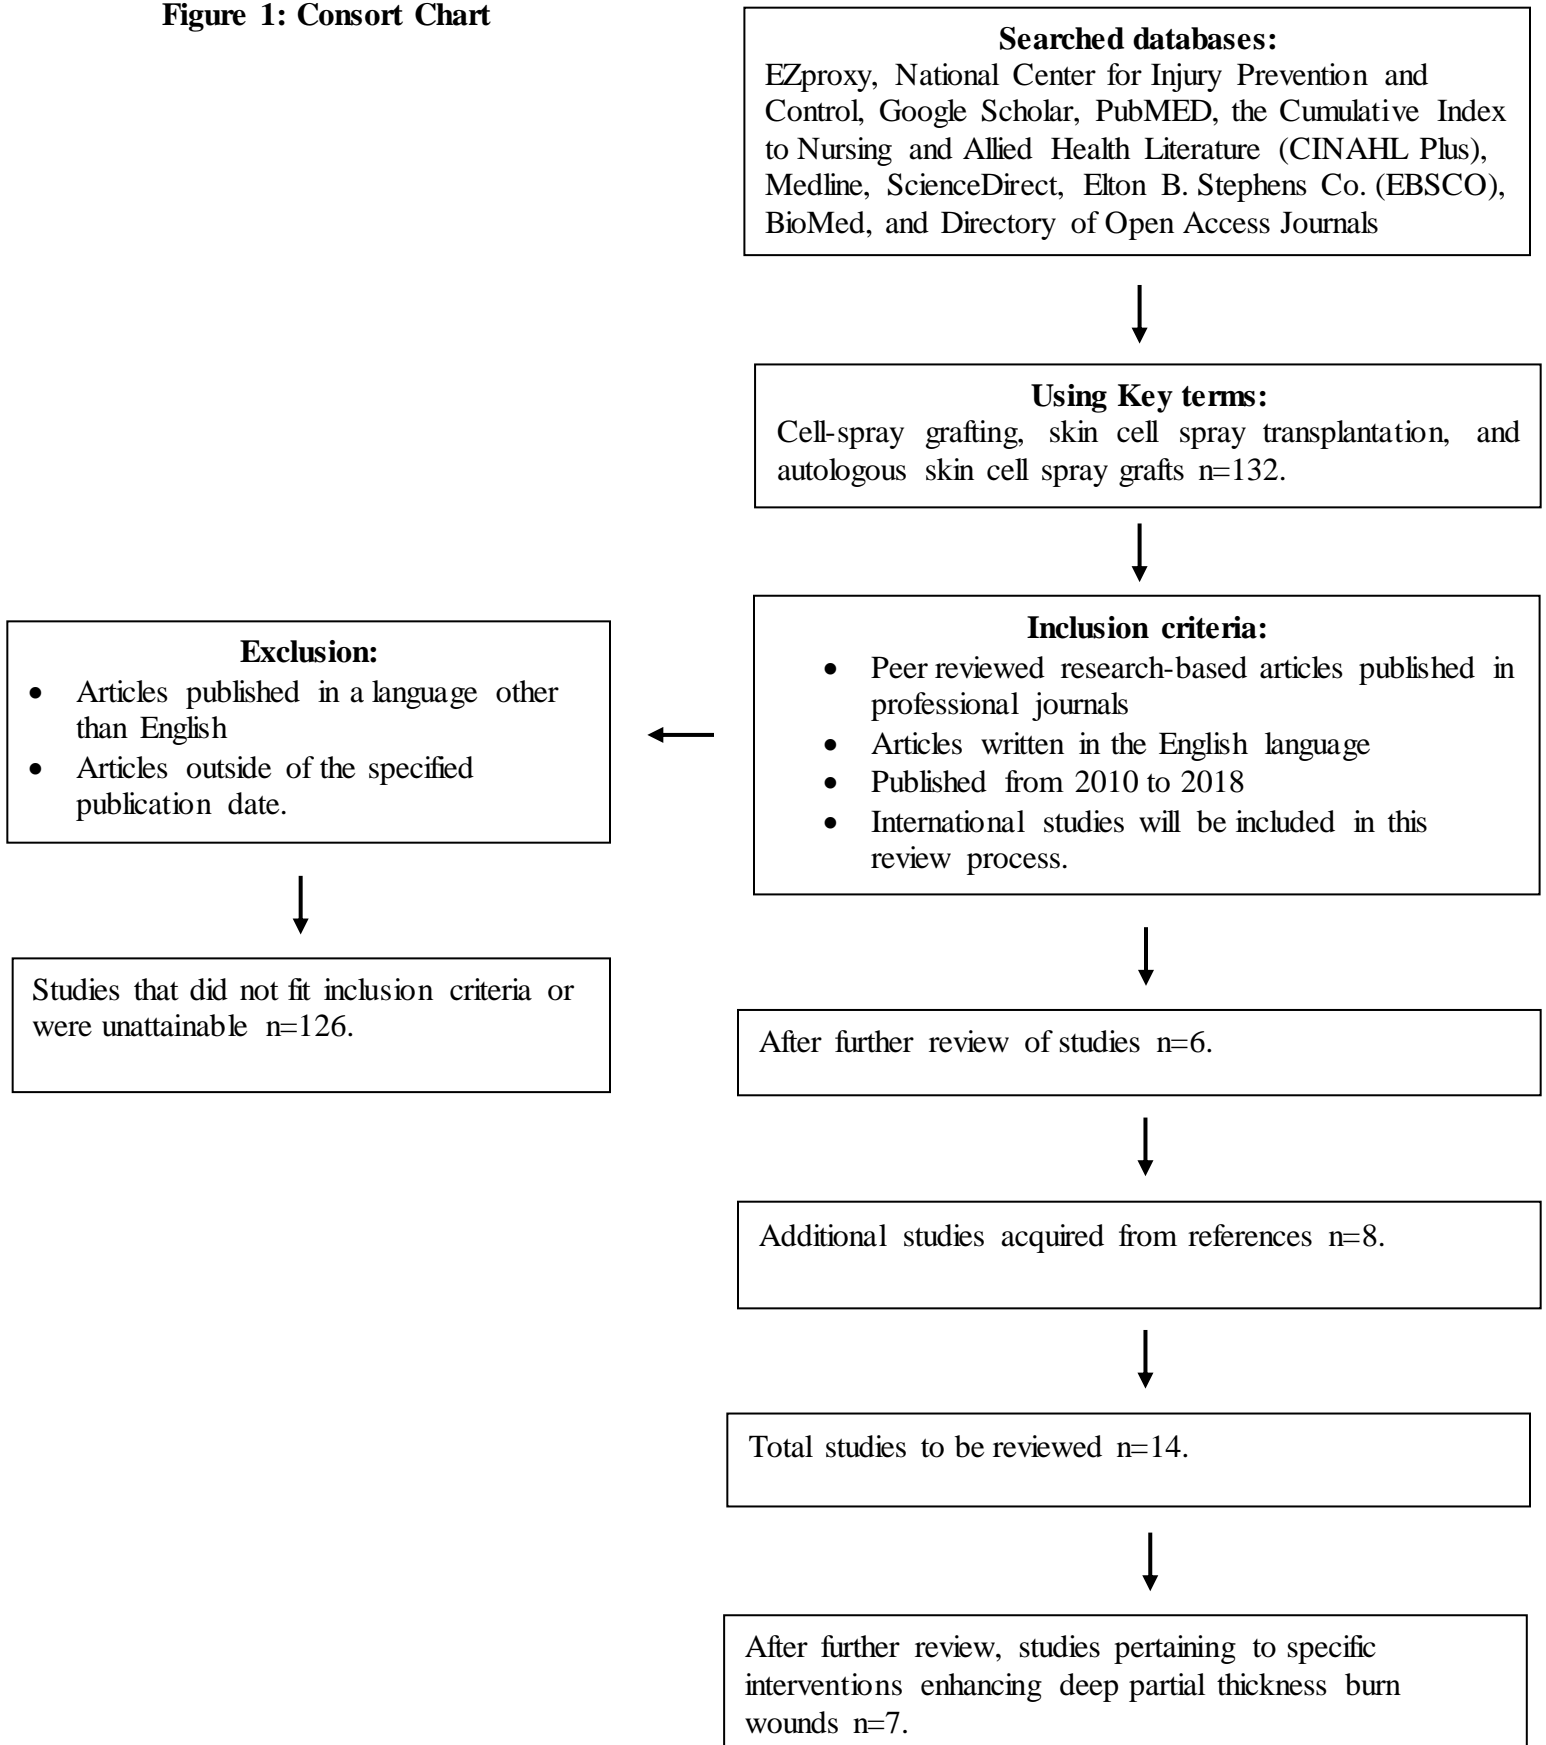 Figure 1: Consort Chart
Searched databases:
EZproxy, National Center for Injury Prevention and
Control, Google Scholar, PubMED, the Cumulative Index
to Nursing and Allied Health Literature (CINAHL Plus),
Medline, ScienceDirect, Elton B. Stephens Co. (EBSCO),
BioMed, and Directory of Open Access Journals
Using Key terms:
Cell-spray grafting, skin cell spray transplantation, and
autologous skin cell spray grafts n=132.
Inclusion criteria:
• Peer reviewed research-based articles published in
professional journals
• Articles written in the English language
• Published from 2010 to 2018
• International studies will be included in this
review process.
Exclusion:
• Articles published in a language other
than English
• Articles outside of the specified
publication date.
Studies that did not fit inclusion criteria or
were unattainable n=126.
After further review of studies n=6.
Additional studies acquired from references n=8.
Total studies to be reviewed n=14.
After further review, studies pertaining to specific
interventions enhancing deep partial thickness burn
wounds n=7.